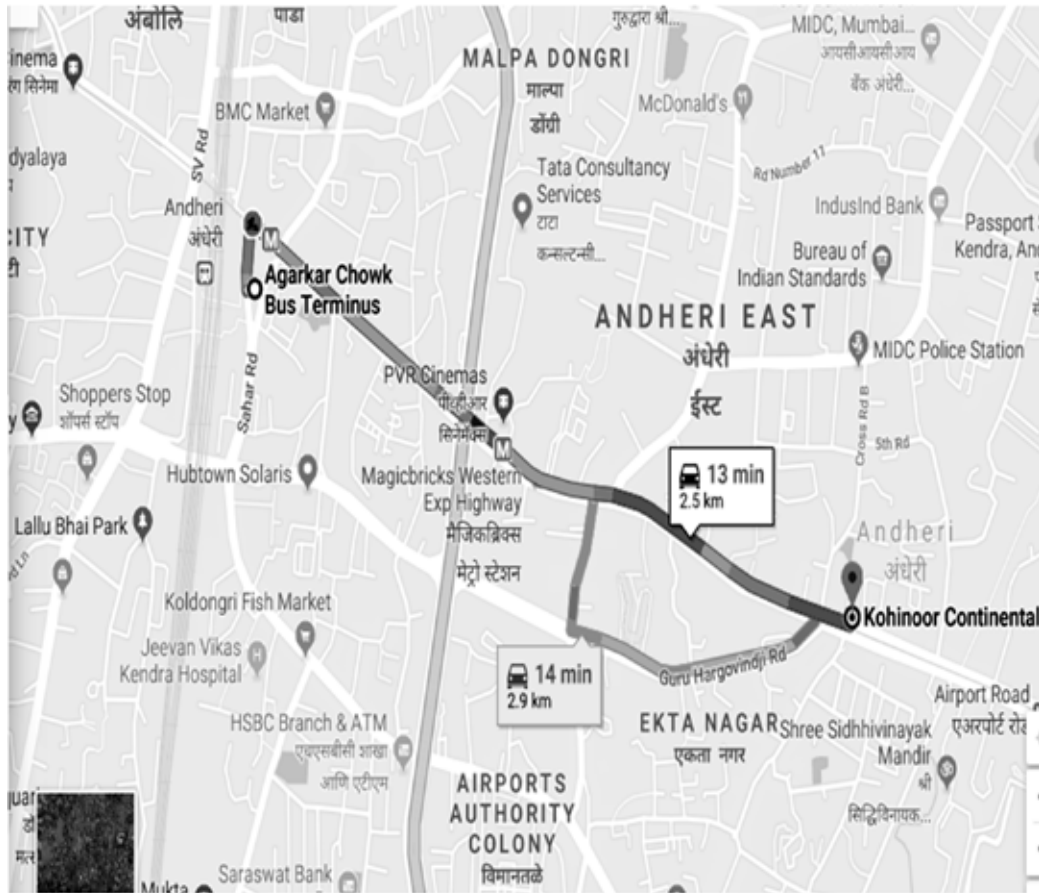 अंबोलि
पाडा
गुरुद्वारा श्री...
MIDC, Mumbai...
आयसीआयसीआय
बँक अंधेरी...
inema
रंग सिनेमा
MALPA DONGRI
माल्पा
डोंग्री
BMC Market
McDonald's
SV Rd
dyalaya
Rd Number 11
Tata Consultancy
Services
टाटा
कन्सल्टन्सी...
Andheri
अंधेरी
IndusInd Bank
Passport
Kendra, And
CITY
टी
Bureau of
Indian Standards
Agarkar Chowk
Bus Terminus
ANDHERI EAST
अंधेरी
ईस्ट
MIDC Police Station
PVR Cinemas
पीव्हीआर
सिनेमॅक्स
Sahar Rd
Shoppers Stop
शॉपर्स स्टॉप
Cross Rd B
5th Rd
Hubtown Solaris
Magicbricks Western
Exp Highway
मॅजिकब्रिक्स
मेट्रो स्टेशन
13 min
2.5 km
Lallu Bhai Park
Andheri
अंधेरी
Koldongri Fish Market
Kohinoor Continental
Jeevan Vikas
Kendra Hospital
14 min
2.9 km
Guru Hargovindji Rd
Airport Road
एअरपोर्ट रोड
HSBC Branch & ATM
एचएसबीसी शाखा
आणि एटीएम
EKTA NAGAR
एकता नगर
Shree Sidhhivinayak
Mandir
श्री
सिद्धिविनायक...
AIRPORTS
AUTHORITY
COLONY
विमानतळे
Saraswat Bank
Mukta